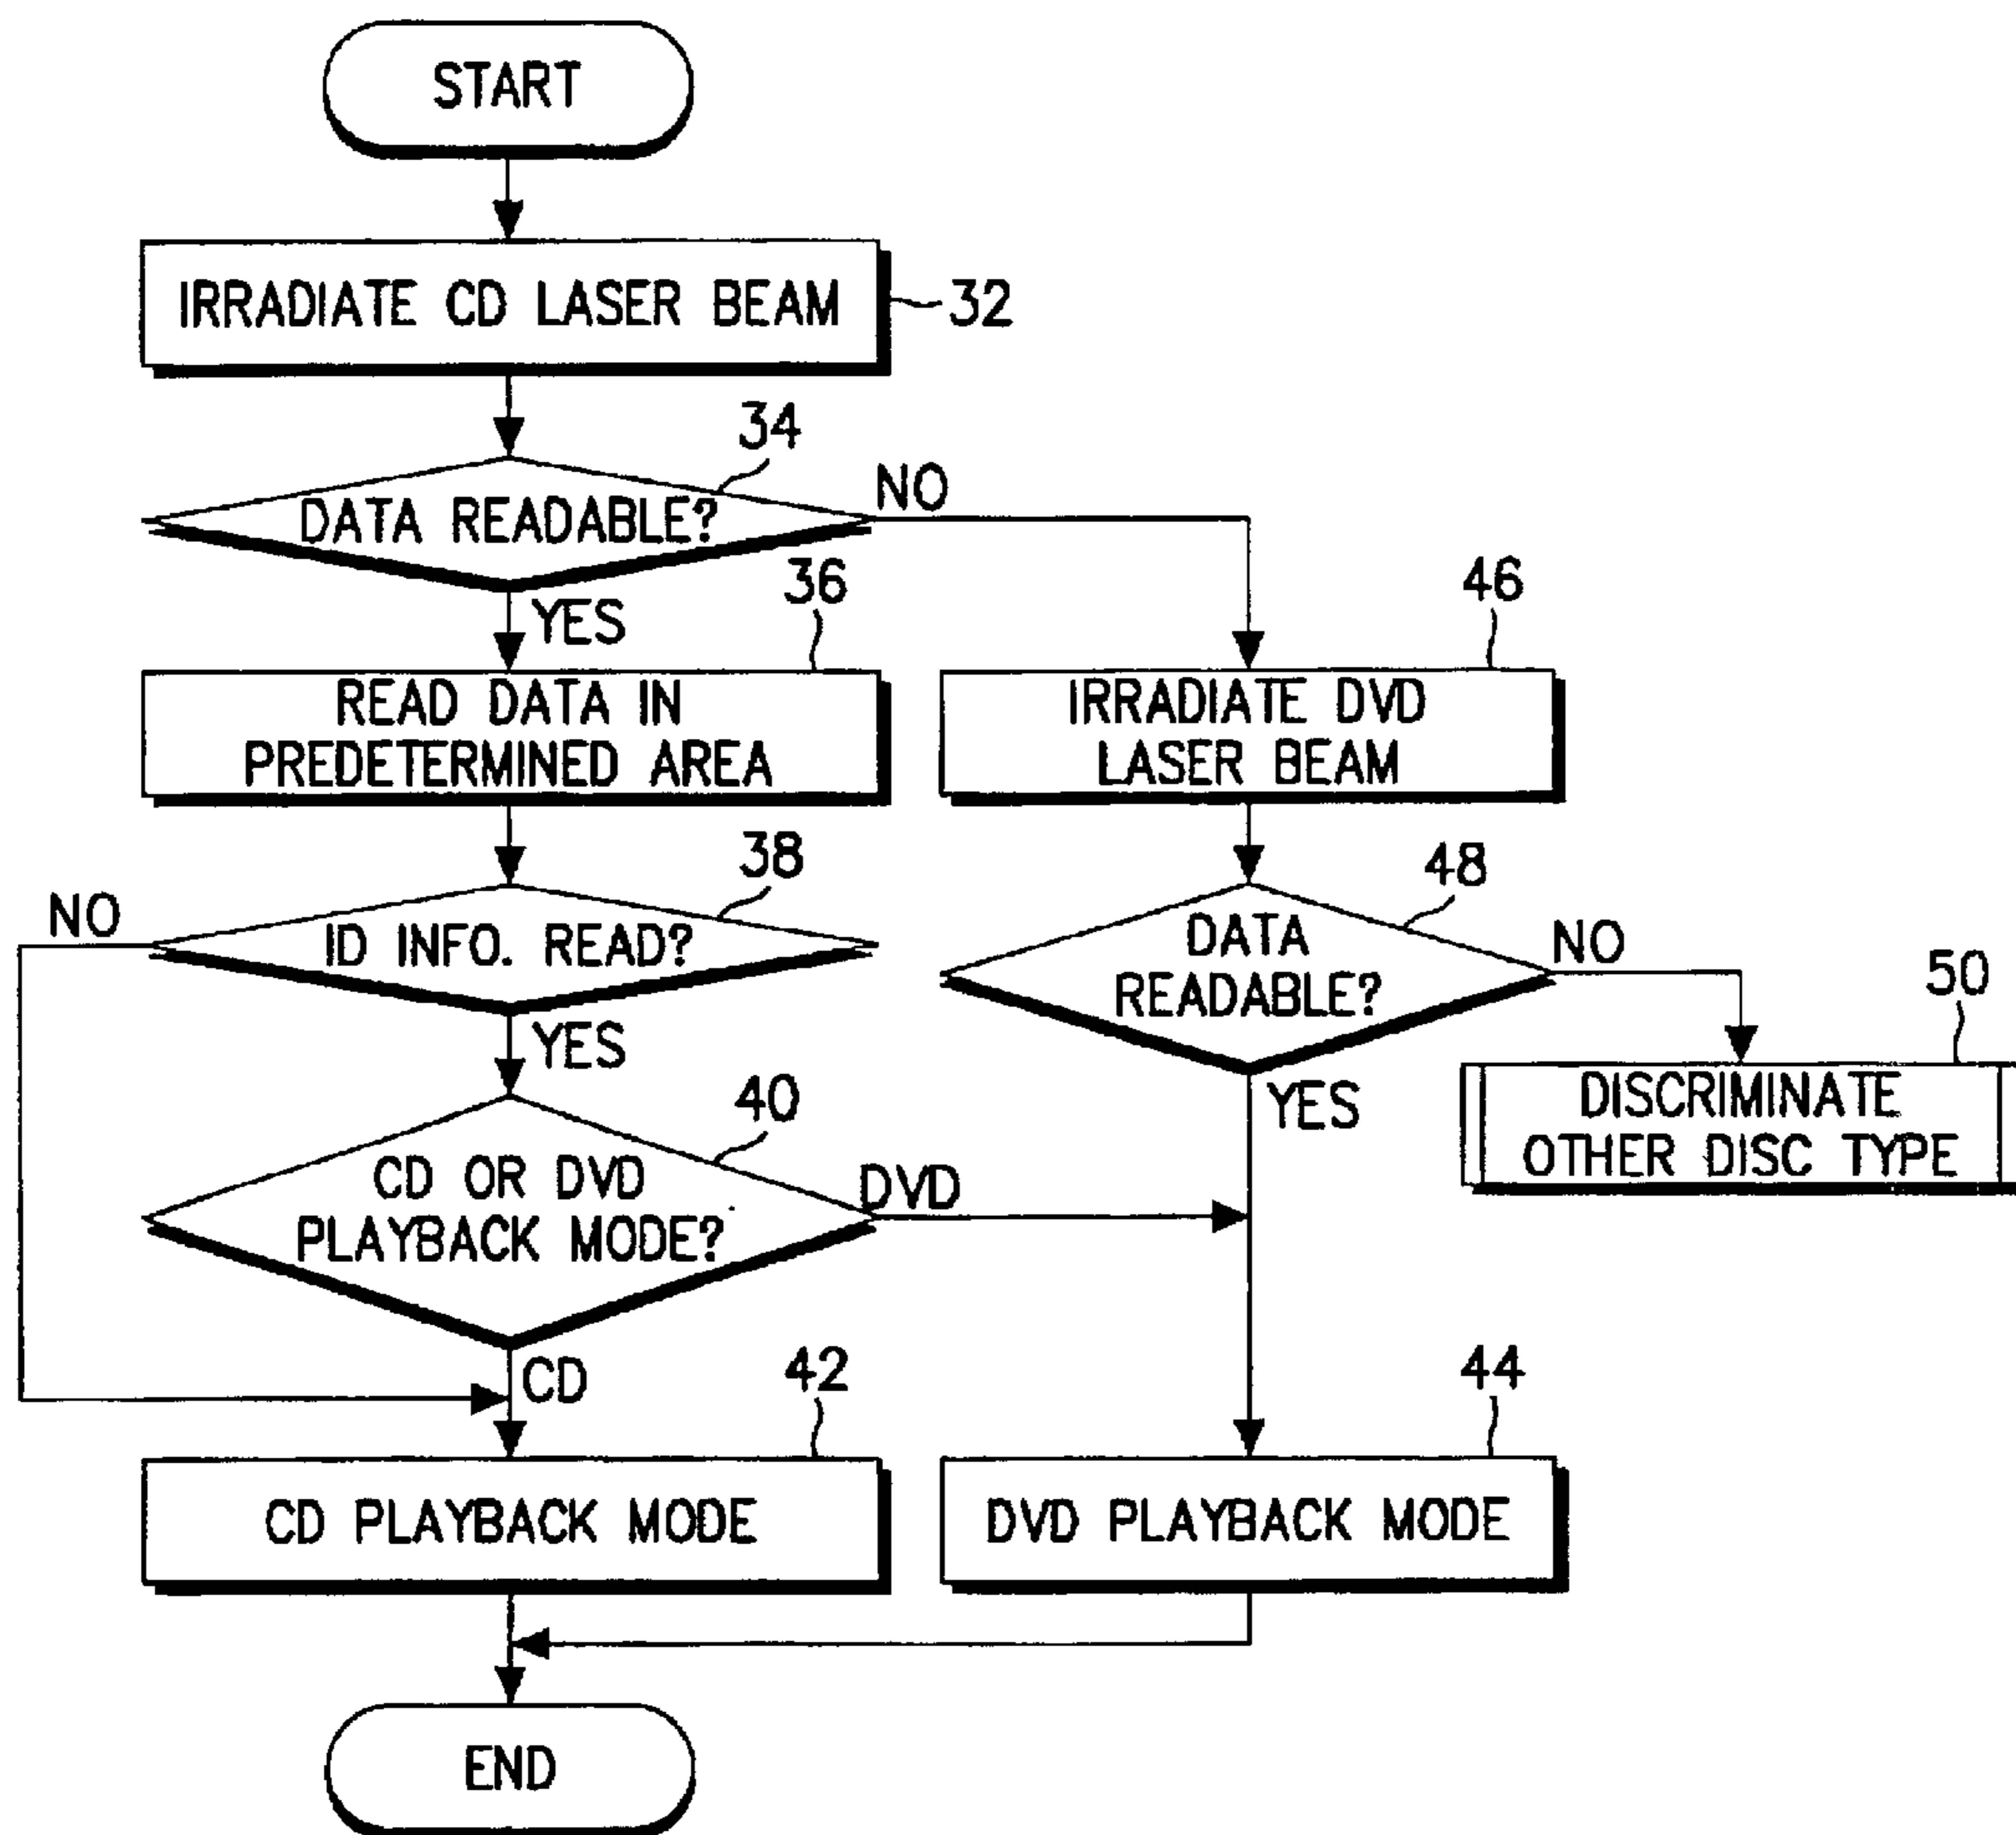 START
IRRADIATE CD LASER BEAM
32
34
DATA READABLE?
NO
YES
36
READ DATA IN
PREDETERMINED AREA
46
IRRADIATE DVD
LASER BEAM
38
NO
ID INFO. READ?
YES
48
DATA
READABLE?
NO
YES
50
DISCRIMINATE
OTHER DISC TYPE
40
CD OR DVD
PLAYBACK MODE?
DVD
CD
42
CD PLAYBACK MODE
44
DVD PLAYBACK MODE
END